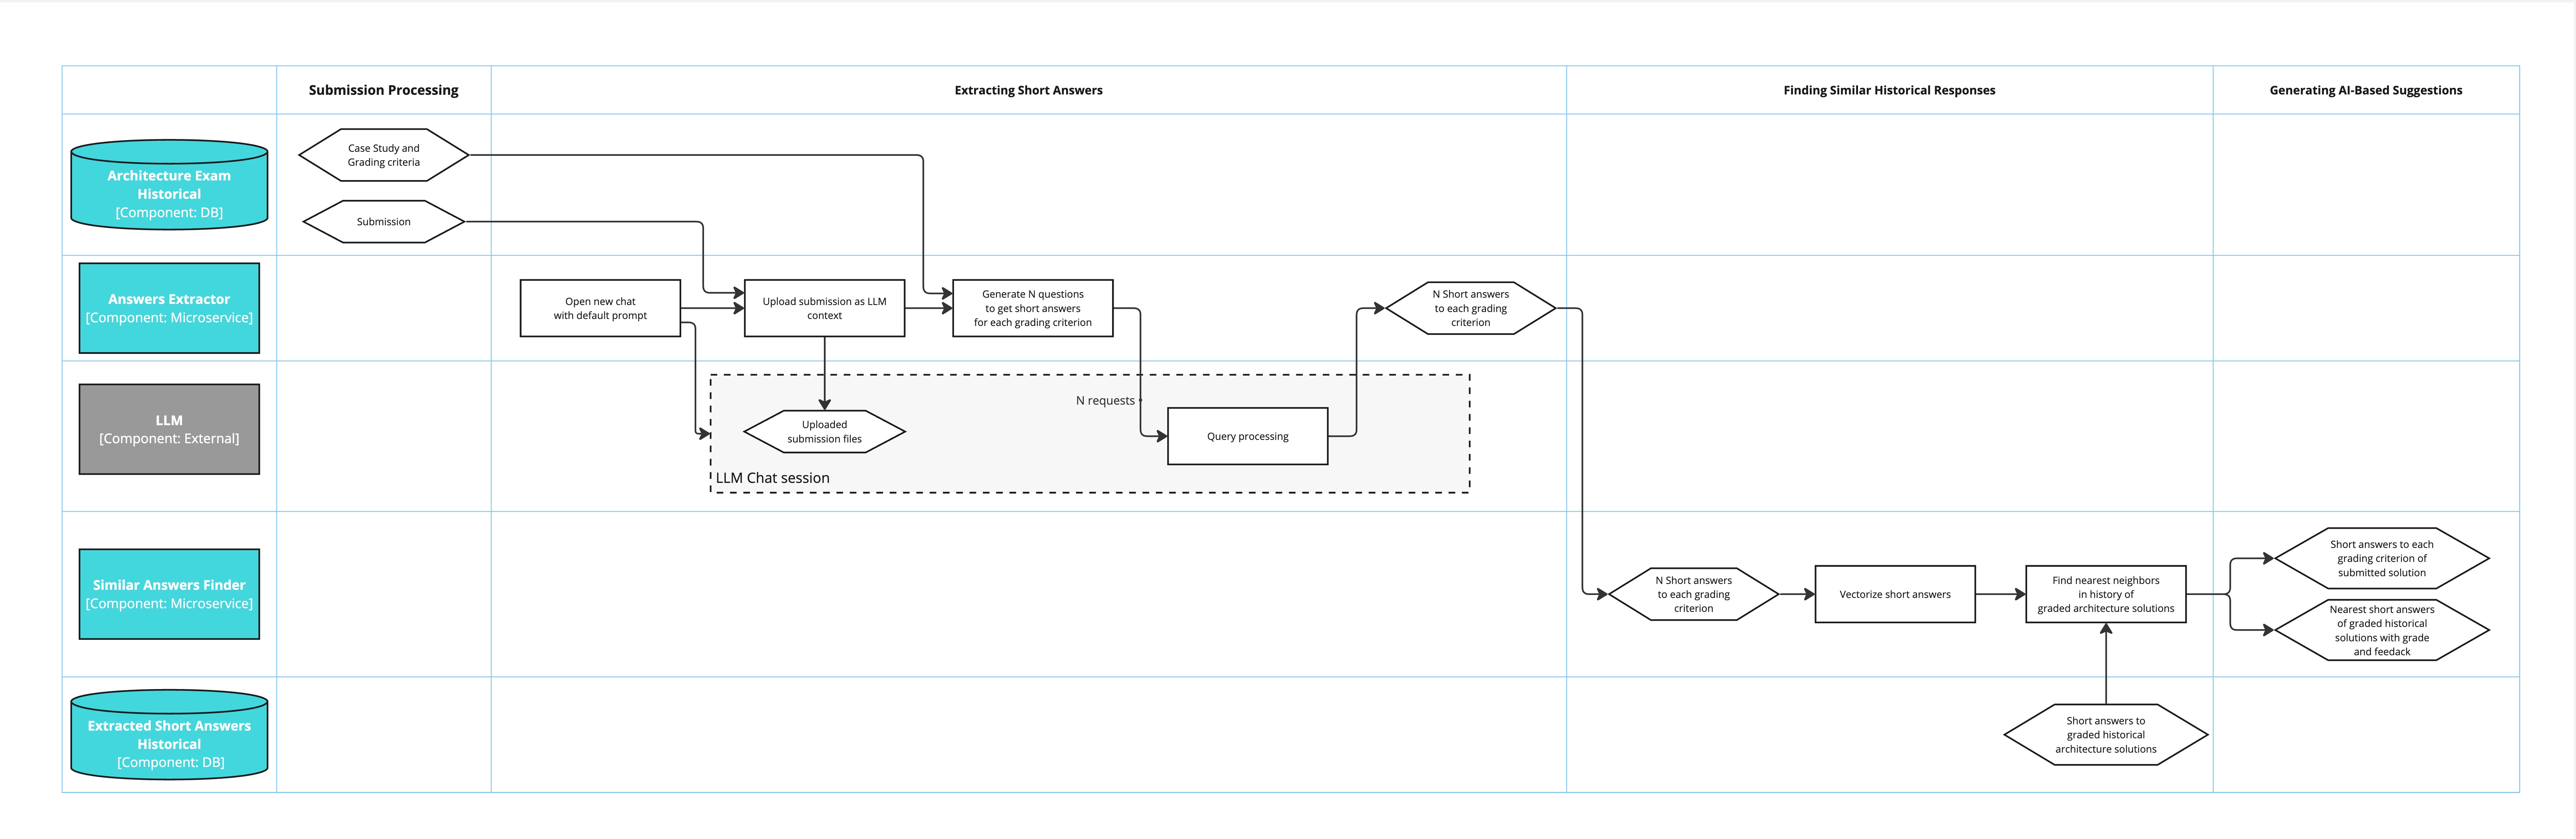 Submission Processing
Extracting Short Answers
Finding Similar Historical Responses
Generating AI-Based Suggestions
Architecture Exam
Historical
[Component: DB]
Case Study and
Grading criteria
Submission
Answers Extractor
[Component: Microservice]
Open new chat
with default prompt
Upload submission as LLM
context
Generate N questions
to get short answers
for each grading criterion
N Short answers
to each grading
criterion
LLM
[Component: External]
Uploaded
submission files
N requests
Query processing
LLM Chat session
Similar Answers Finder
[Component: Microservice]
N Short answers
to each grading
criterion
Vectorize short answers
Find nearest neighbors
in history of
graded architecture solutions
Short answers to each
grading criterion of
submitted solution
Nearest short answers
of graded historical
solutions with grade
and feedack
Extracted Short Answers
Historical
[Component: DB]
Short answers to
graded historical
architecture solutions